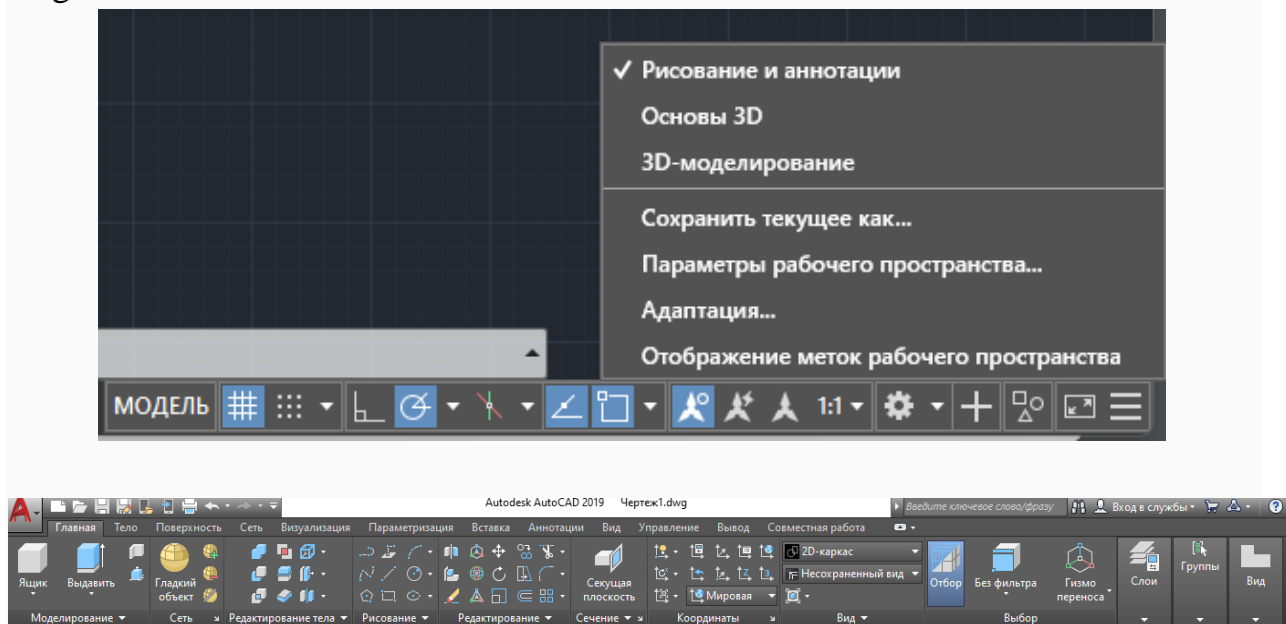 ✓ Рисование и аннотации
Основы 3D
3D-моделирование
Сохранить текущее как...
Параметры рабочего пространства...
Адаптация...
Отображение меток рабочего пространства
МОДЕЛЬ 1:1
Autodesk AutoCAD 2019 Чертеж1.dwg Введите ключевое слово/фразу Вход в службы
Главная Тело Поверхность Сеть Визуализация Параметризация Вставка Аннотации Вид Управление Вывод Совместная работа
2D-каркас
Ящик Выдавить Гладкий объект Секущая плоскость Несохраненный вид Отбор Без фильтра Гизмо переноса Слои Группы Вид
Мировая
Моделирование Сеть Редактирование тела Рисование Редактирование Сечение Координаты Вид Выбор